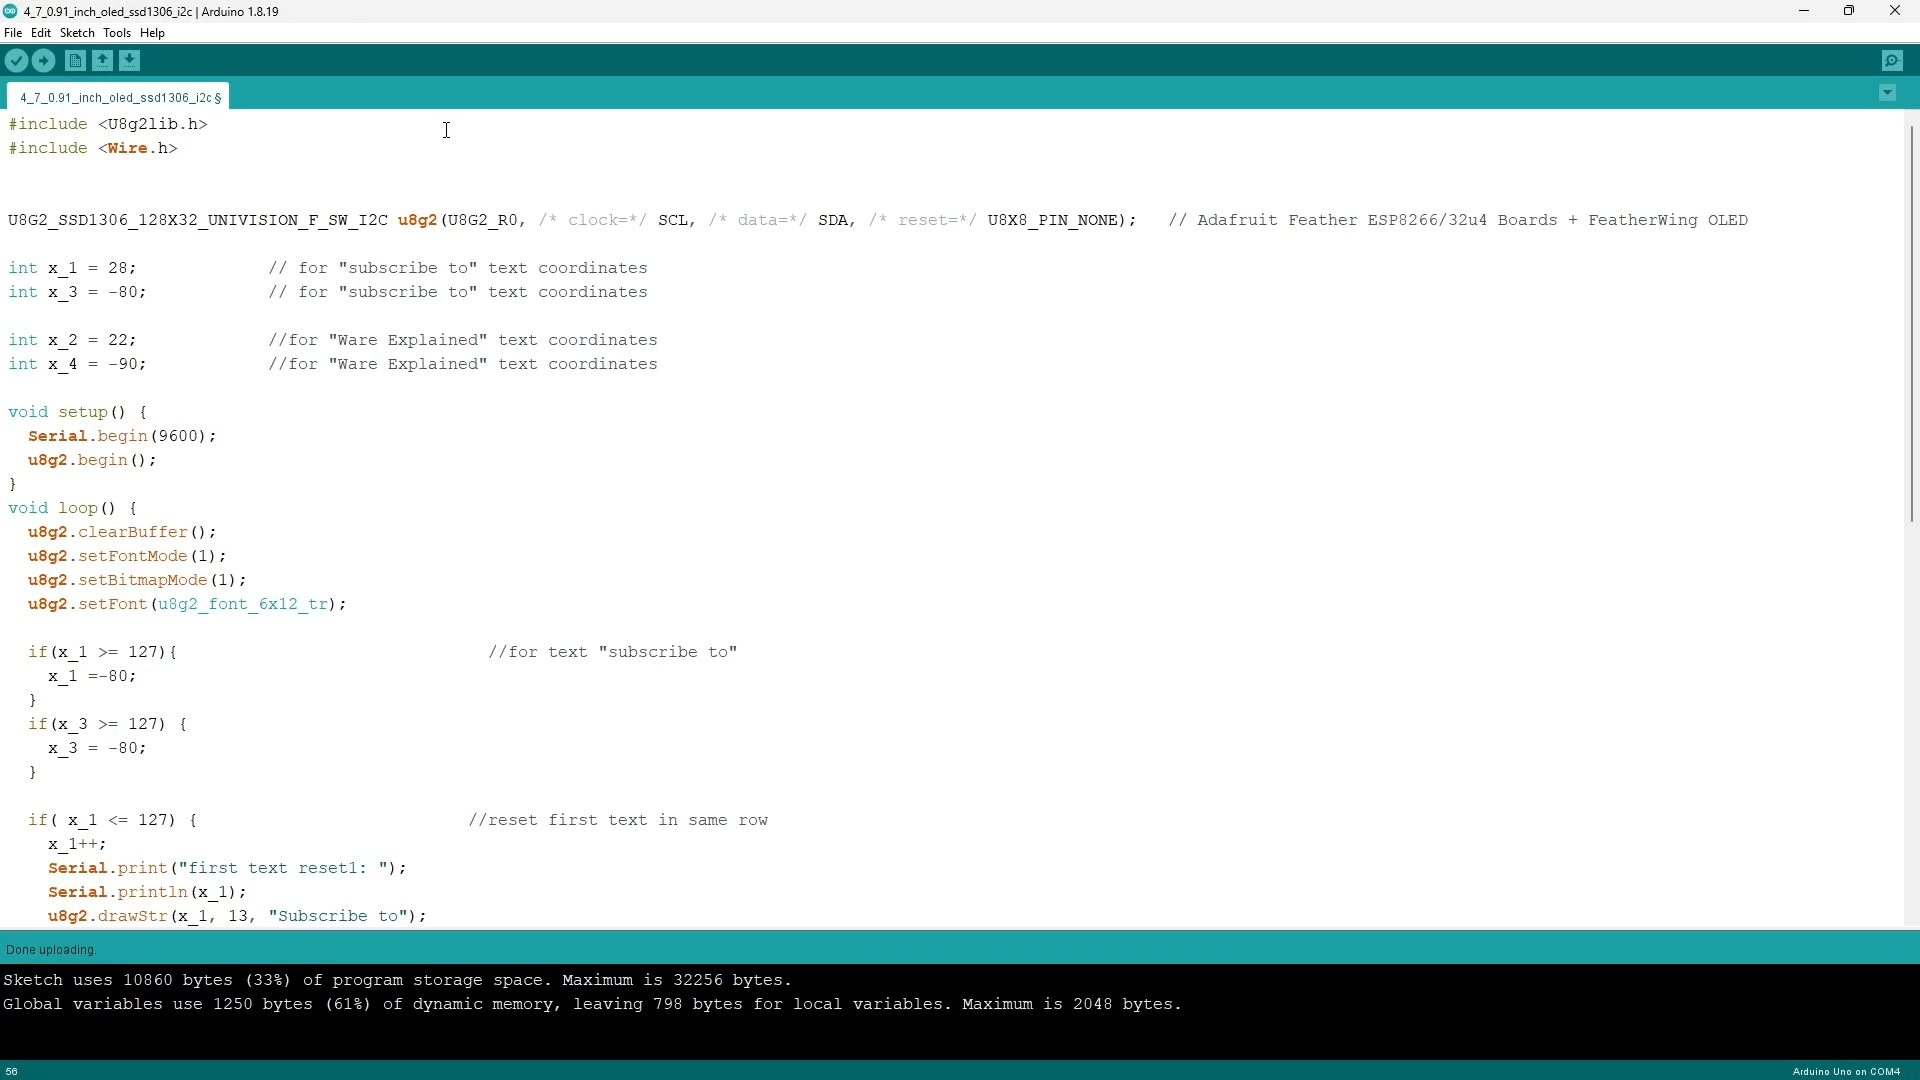 4_7_0.91_inch_oled_ssd1306_i2c | Arduino 1.8.19
File Edit Sketch Tools Help
4_7_0.91_inch_oled_ssd1306_i2c §
#include <U8g2lib.h>
#include <Wire.h>
U8G2_SSD1306_128X32_UNIVISION_F_SW_I2C u8g2(U8G2_R0, /* clock=*/ SCL, /* data=*/ SDA, /* reset=*/ U8X8_PIN_NONE);   // Adafruit Feather ESP8266/32u4 Boards + FeatherWing OLED
int x_1 = 28;             // for "subscribe to" text coordinates
int x_3 = -80;            // for "subscribe to" text coordinates
int x_2 = 22;             //for "Ware Explained" text coordinates
int x_4 = -90;            //for "Ware Explained" text coordinates
void setup() {
  Serial.begin(9600);
  u8g2.begin();
}
void loop() {
  u8g2.clearBuffer();
  u8g2.setFontMode(1);
  u8g2.setBitmapMode(1);
  u8g2.setFont(u8g2_font_6x12_tr);
  if(x_1 >= 127){                               //for text "subscribe to"
    x_1 =-80;
  }
  if(x_3 >= 127) {
    x_3 = -80;
  }
  if( x_1 <= 127) {                           //reset first text in same row
    x_1++;
    Serial.print("first text reset1: ");
    Serial.println(x_1);
    u8g2.drawStr(x_1, 13, "Subscribe to");
Done uploading.
Sketch uses 10860 bytes (33%) of program storage space. Maximum is 32256 bytes.
Global variables use 1250 bytes (61%) of dynamic memory, leaving 798 bytes for local variables. Maximum is 2048 bytes.
56
Arduino Uno on COM4